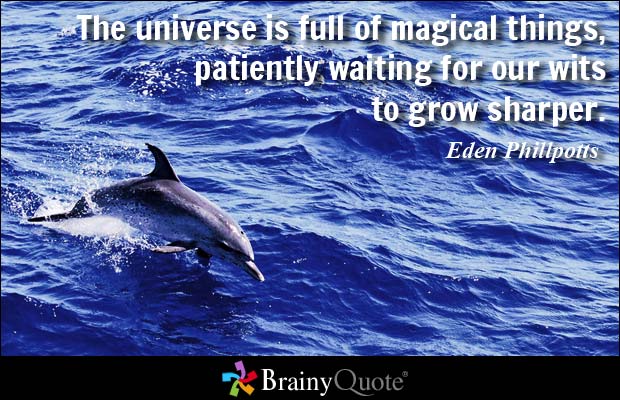 The universe is full of magical things,
patiently waiting for our wits
to grow sharper.
Eden Phillpotts
BrainyQuote®